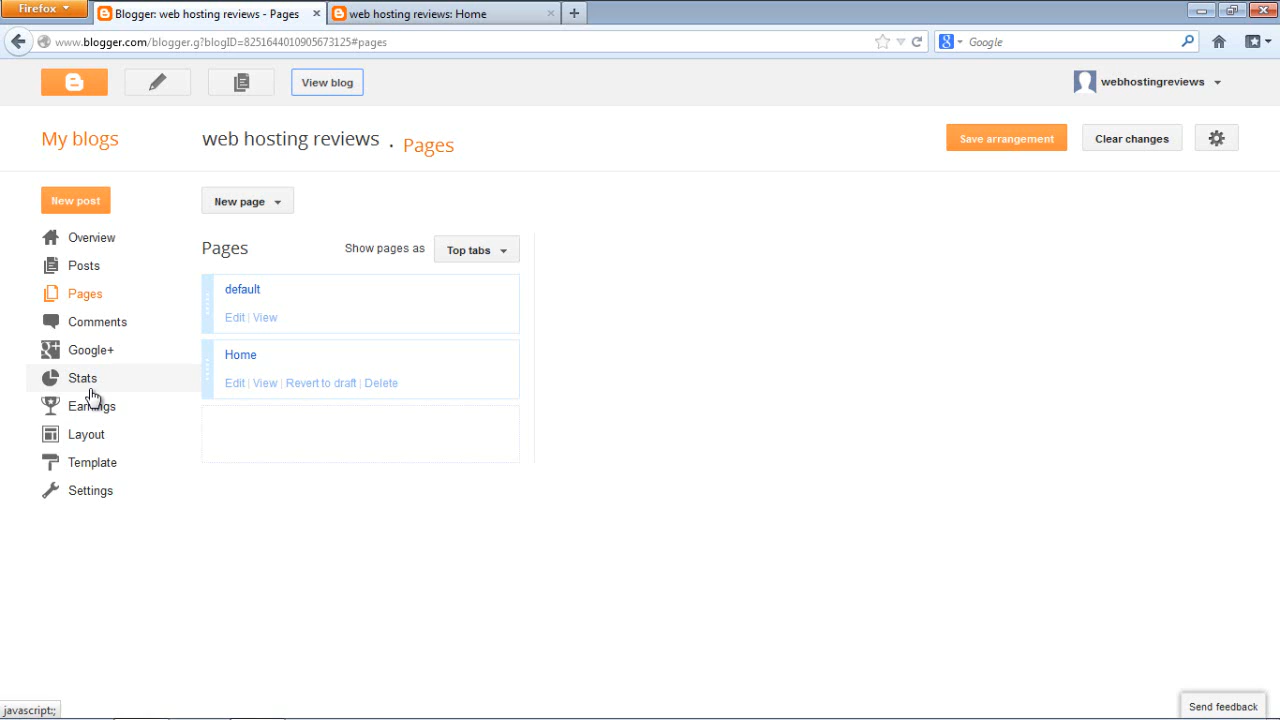 Firefox
Blogger: web hosting reviews - Pages
web hosting reviews: Home
www.blogger.com/blogger.g?blogID=8251644010905673125#pages
Google
View blog
webhostingreviews
My blogs
web hosting reviews . Pages
Save arrangement
Clear changes
New post
New page
Overview
Pages
Show pages as
Top tabs
Posts
default
Pages
Edit | View
Comments
Google+
Home
Stats
Edit | View | Revert to draft | Delete
Earnings
Layout
Template
Settings
javascript:;
Send feedback